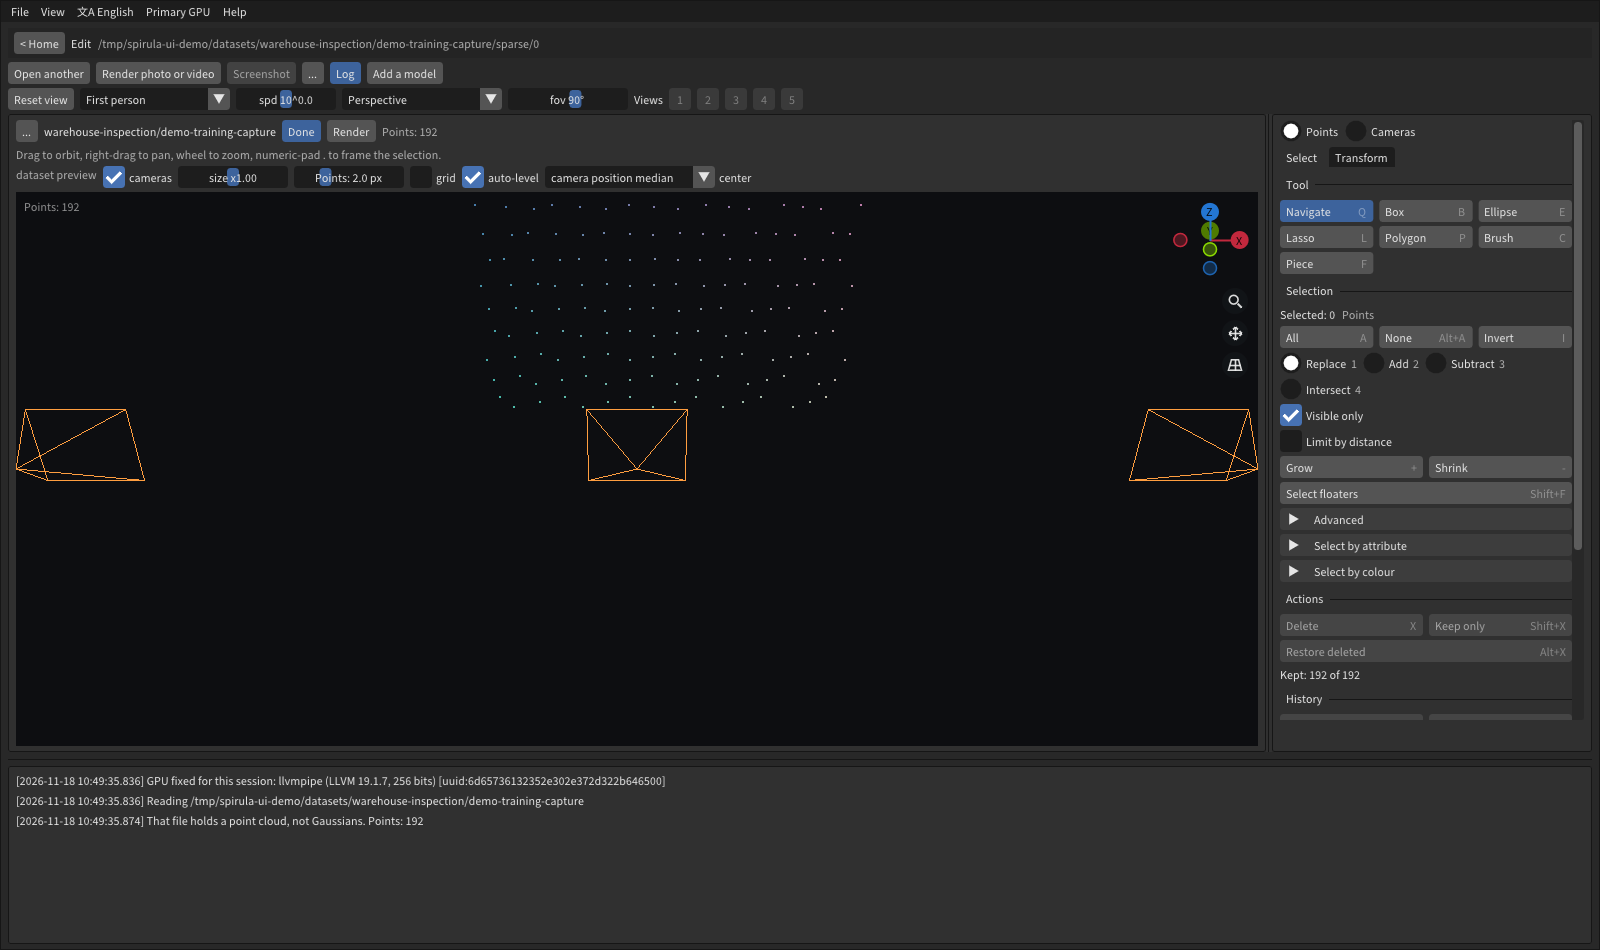 File View 文A English Primary GPU Help
< Home Edit /tmp/spirula-ui-demo/datasets/warehouse-inspection/demo-training-capture/sparse/0
Open another Render photo or video Screenshot ... Log Add a model
Reset view First person spd 10^0.0 Perspective fov 90° Views 1 2 3 4 5
... warehouse-inspection/demo-training-capture Done Render Points: 192
Drag to orbit, right-drag to pan, wheel to zoom, numeric-pad . to frame the selection.
dataset preview cameras size x1.00 Points: 2.0 px grid auto-level camera position median center
Points: 192
Z
Y
X
Points Cameras
Select Transform
Tool
Navigate Q Box B Ellipse E
Lasso L Polygon P Brush C
Piece F
Selection
Selected: 0 Points
All A None Alt+A Invert I
Replace 1 Add 2 Subtract 3
Intersect 4
Visible only
Limit by distance
Grow + Shrink -
Select floaters Shift+F
Advanced
Select by attribute
Select by colour
Actions
Delete X Keep only Shift+X
Restore deleted Alt+X
Kept: 192 of 192
History
[2026-11-18 10:49:35.836] GPU fixed for this session: llvmpipe (LLVM 19.1.7, 256 bits) [uuid:6d65736132352e302e372d322b646500]
[2026-11-18 10:49:35.836] Reading /tmp/spirula-ui-demo/datasets/warehouse-inspection/demo-training-capture
[2026-11-18 10:49:35.874] That file holds a point cloud, not Gaussians. Points: 192